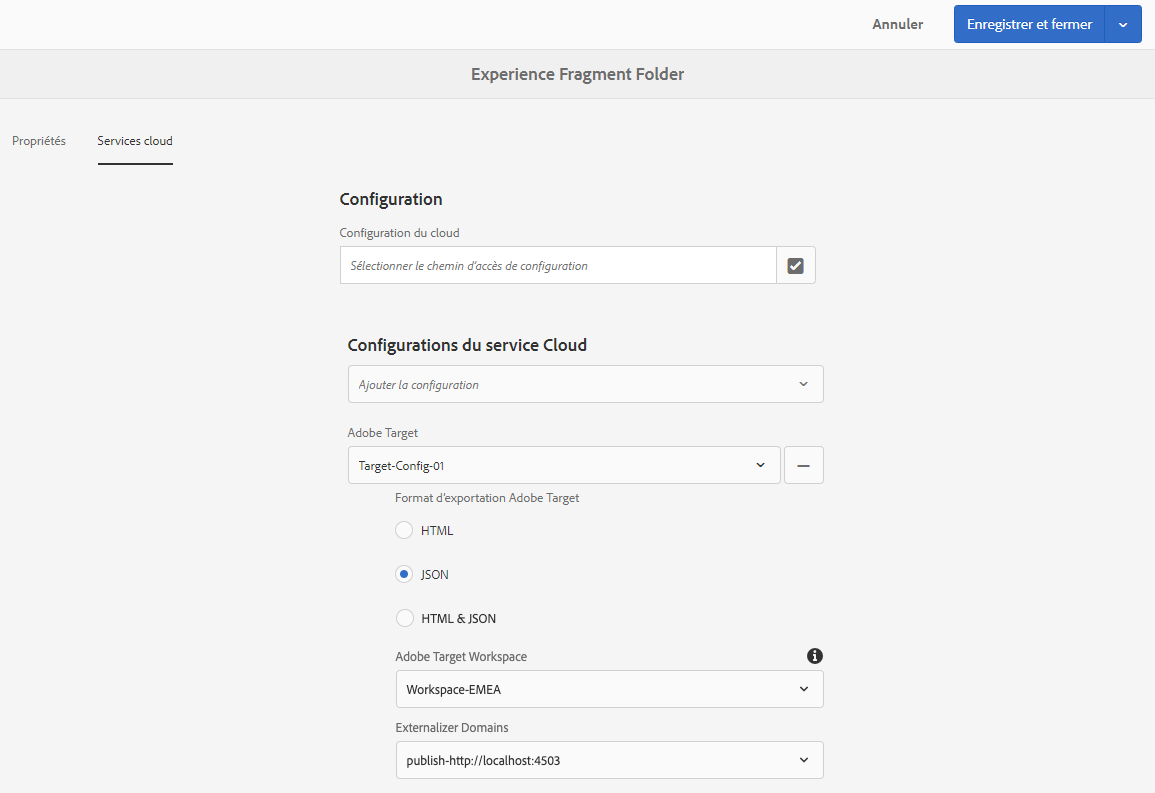 Annuler
Enregistrer et fermer
Experience Fragment Folder
Propriétés
Services cloud
Configuration
Configuration du cloud
Sélectionner le chemin d'accès de configuration
Configurations du service Cloud
Ajouter la configuration
Adobe Target
Target-Config-01
Format d'exportation Adobe Target
HTML
JSON
HTML & JSON
Adobe Target Workspace
Workspace-EMEA
Externalizer Domains
publish-http://localhost:4503